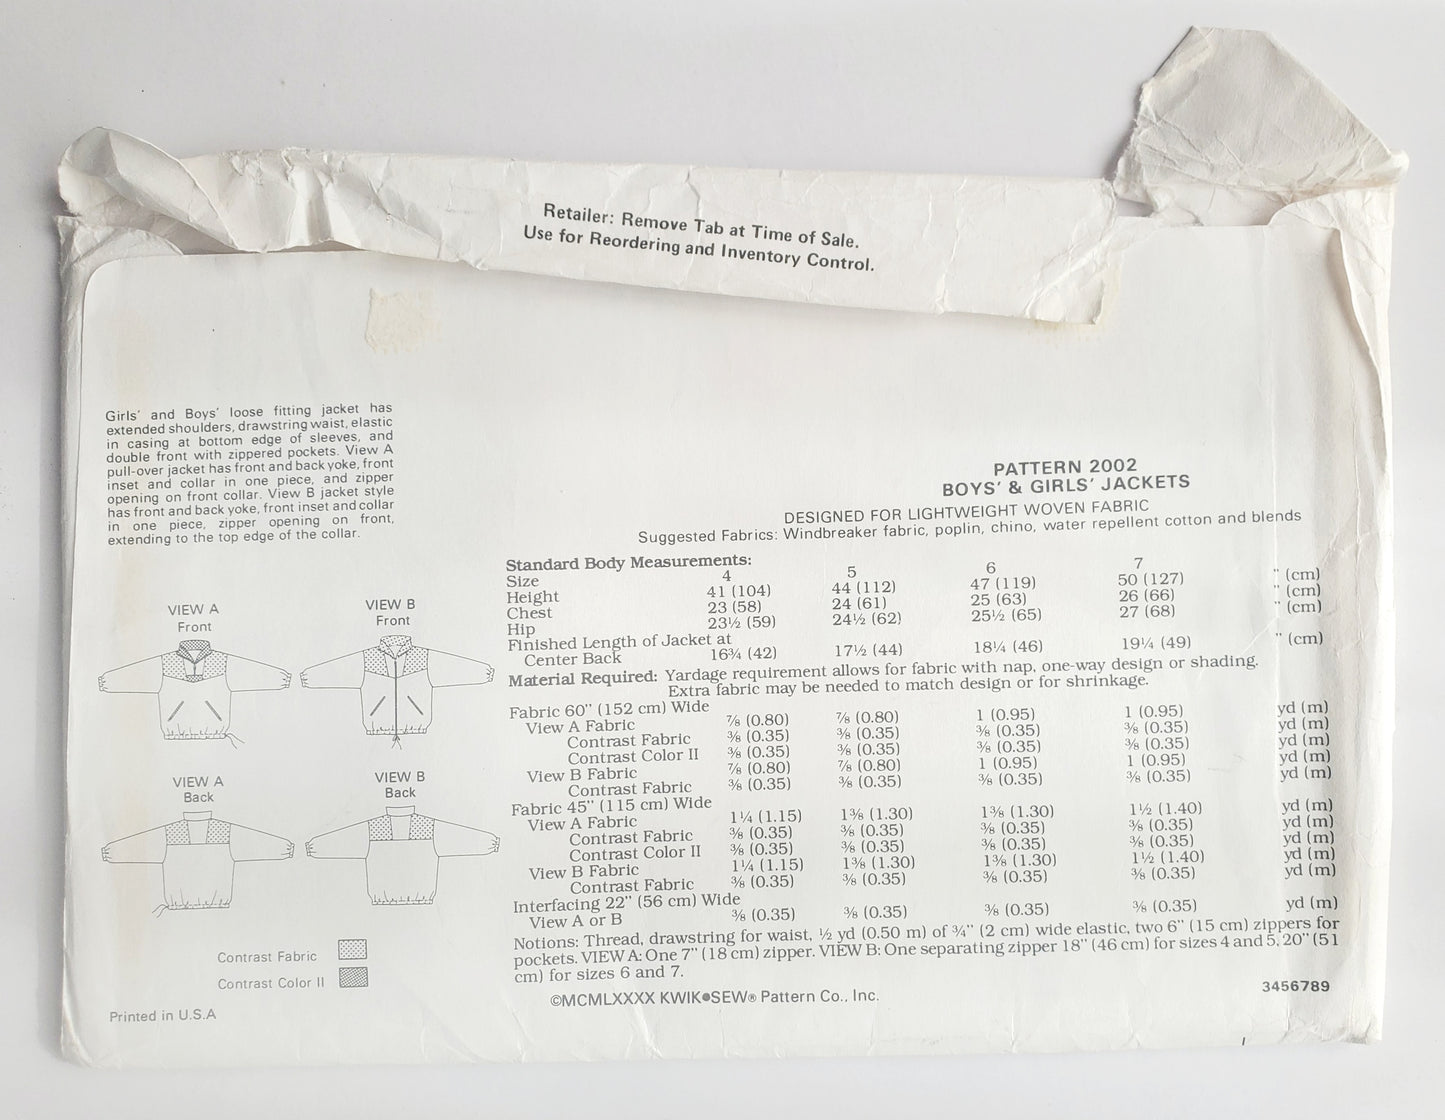 Retailer: Remove Tab at Time of Sale.
Use for Reordering and Inventory Control.
Girls' and Boys' loose fitting jacket has
extended shoulders, drawstring waist, elastic
in casing at bottom edge of sleeves, and
double front with zippered pockets. View A
pull-over jacket has front and back yoke, front
inset and collar in one piece, and zipper
opening on front collar. View B jacket style
has front and back yoke, front inset and collar
in one piece, zipper opening on front,
extending to the top edge of the collar.
VIEW A
Front
VIEW B
Front
VIEW A
Back
VIEW B
Back
Contrast Fabric
Contrast Color II
Printed in U.S.A
PATTERN 2002
BOYS' & GIRLS' JACKETS
DESIGNED FOR LIGHTWEIGHT WOVEN FABRIC
Suggested Fabrics: Windbreaker fabric, poplin, chino, water repellent cotton and blends
Standard Body Measurements:
Size 4 5 6 7
Height 41 (104) 44 (112) 47 (119) 50 (127) " (cm)
Chest 23 (58) 24 (61) 25 (63) 26 (66) " (cm)
Hip 23½ (59) 24½ (62) 25½ (65) 27 (68) " (cm)
Finished Length of Jacket at
Center Back 16¾ (42) 17½ (44) 18¼ (46) 19¼ (49) " (cm)
Material Required: Yardage requirement allows for fabric with nap, one-way design or shading.
Extra fabric may be needed to match design or for shrinkage.
Fabric 60" (152 cm) Wide
View A Fabric ⅞ (0.80) ⅞ (0.80) 1 (0.95) 1 (0.95) yd (m)
Contrast Fabric ⅜ (0.35) ⅜ (0.35) ⅜ (0.35) ⅜ (0.35) yd (m)
Contrast Color II ⅜ (0.35) ⅜ (0.35) ⅜ (0.35) ⅜ (0.35) yd (m)
View B Fabric ⅞ (0.80) ⅞ (0.80) 1 (0.95) 1 (0.95) yd (m)
Contrast Fabric ⅜ (0.35) ⅜ (0.35) ⅜ (0.35) ⅜ (0.35) yd (m)
Fabric 45" (115 cm) Wide
View A Fabric 1¼ (1.15) 1⅜ (1.30) 1⅜ (1.30) 1½ (1.40) yd (m)
Contrast Fabric ⅜ (0.35) ⅜ (0.35) ⅜ (0.35) ⅜ (0.35) yd (m)
Contrast Color II ⅜ (0.35) ⅜ (0.35) ⅜ (0.35) ⅜ (0.35) yd (m)
View B Fabric 1¼ (1.15) 1⅜ (1.30) 1⅜ (1.30) 1½ (1.40) yd (m)
Contrast Fabric ⅜ (0.35) ⅜ (0.35) ⅜ (0.35) ⅜ (0.35) yd (m)
Interfacing 22" (56 cm) Wide
View A or B ⅜ (0.35) ⅜ (0.35) ⅜ (0.35) ⅜ (0.35) yd (m)
Notions: Thread, drawstring for waist, ½ yd (0.50 m) of ¾" (2 cm) wide elastic, two 6" (15 cm) zippers for
pockets. VIEW A: One 7" (18 cm) zipper. VIEW B: One separating zipper 18" (46 cm) for sizes 4 and 5, 20" (51
cm) for sizes 6 and 7.
©MCMLXXXX KWIK●SEW® Pattern Co., Inc.
3456789